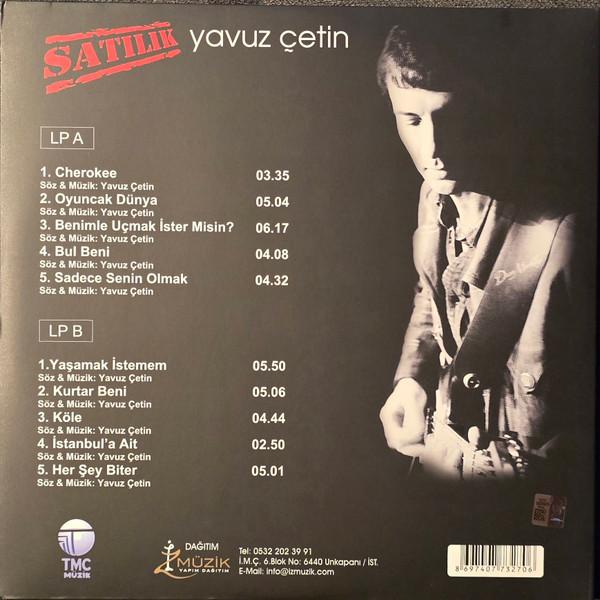 SATILIK yavuz çetin
LP A
1. Cherokee 03.35
Söz & Müzik: Yavuz Çetin
2. Oyuncak Dünya 05.04
Söz & Müzik: Yavuz Çetin
3. Benimle Uçmak İster Misin? 06.17
Söz & Müzik: Yavuz Çetin
4. Bul Beni 04.08
Söz & Müzik: Yavuz Çetin
5. Sadece Senin Olmak 04.32
Söz & Müzik: Yavuz Çetin
LP B
1.Yaşamak İstemem 05.50
Söz & Müzik: Yavuz Çetin
2. Kurtar Beni 05.06
Söz & Müzik: Yavuz Çetin
3. Köle 04.44
Söz & Müzik: Yavuz Çetin
4. İstanbul'a Ait 02.50
Söz & Müzik: Yavuz Çetin
5. Her Şey Biter 05.01
Söz & Müzik: Yavuz Çetin
TMC
MÜZİK
DAĞITIM
İZ MÜZİK
YAPIM DAĞITIM
Tel: 0532 202 39 91
İ.M.Ç. 6.Blok No: 6440 Unkapanı / İST.
E-Mail: info@izmuzik.com
8 697407 732706